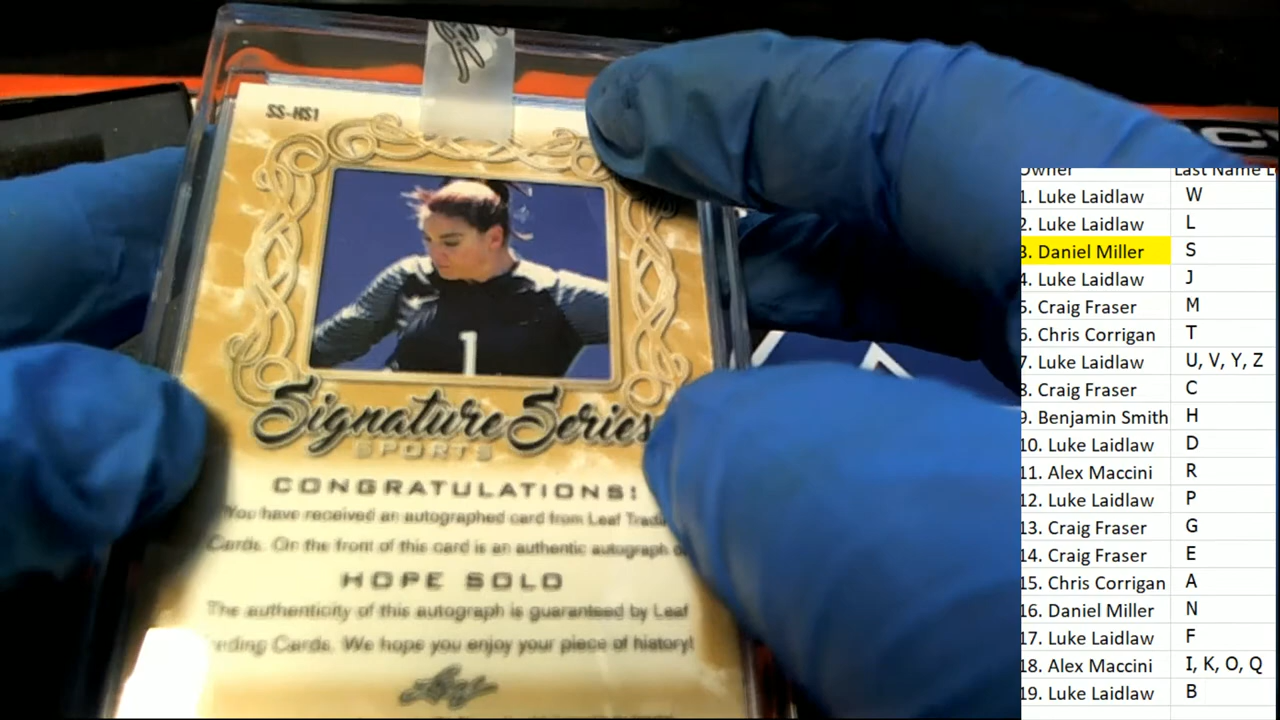 SS-HS1
1
Signature Series
SPORTS
CONGRATULATIONS!
You have received an autographed card from Leaf
Cards. On the front of this card is an authentic autograph
HOPE SOLO
The authenticity of this autograph is guaranteed by Leaf
Cards. We hope you enjoy your piece of history!
Leaf
Owner Last Name
1. Luke Laidlaw W
2. Luke Laidlaw L
3. Daniel Miller S
4. Luke Laidlaw J
5. Craig Fraser M
6. Chris Corrigan T
7. Luke Laidlaw U, V, Y, Z
8. Craig Fraser C
9. Benjamin Smith H
10. Luke Laidlaw D
11. Alex Maccini R
12. Luke Laidlaw P
13. Craig Fraser G
14. Craig Fraser E
15. Chris Corrigan A
16. Daniel Miller N
17. Luke Laidlaw F
18. Alex Maccini I, K, O, Q
19. Luke Laidlaw B